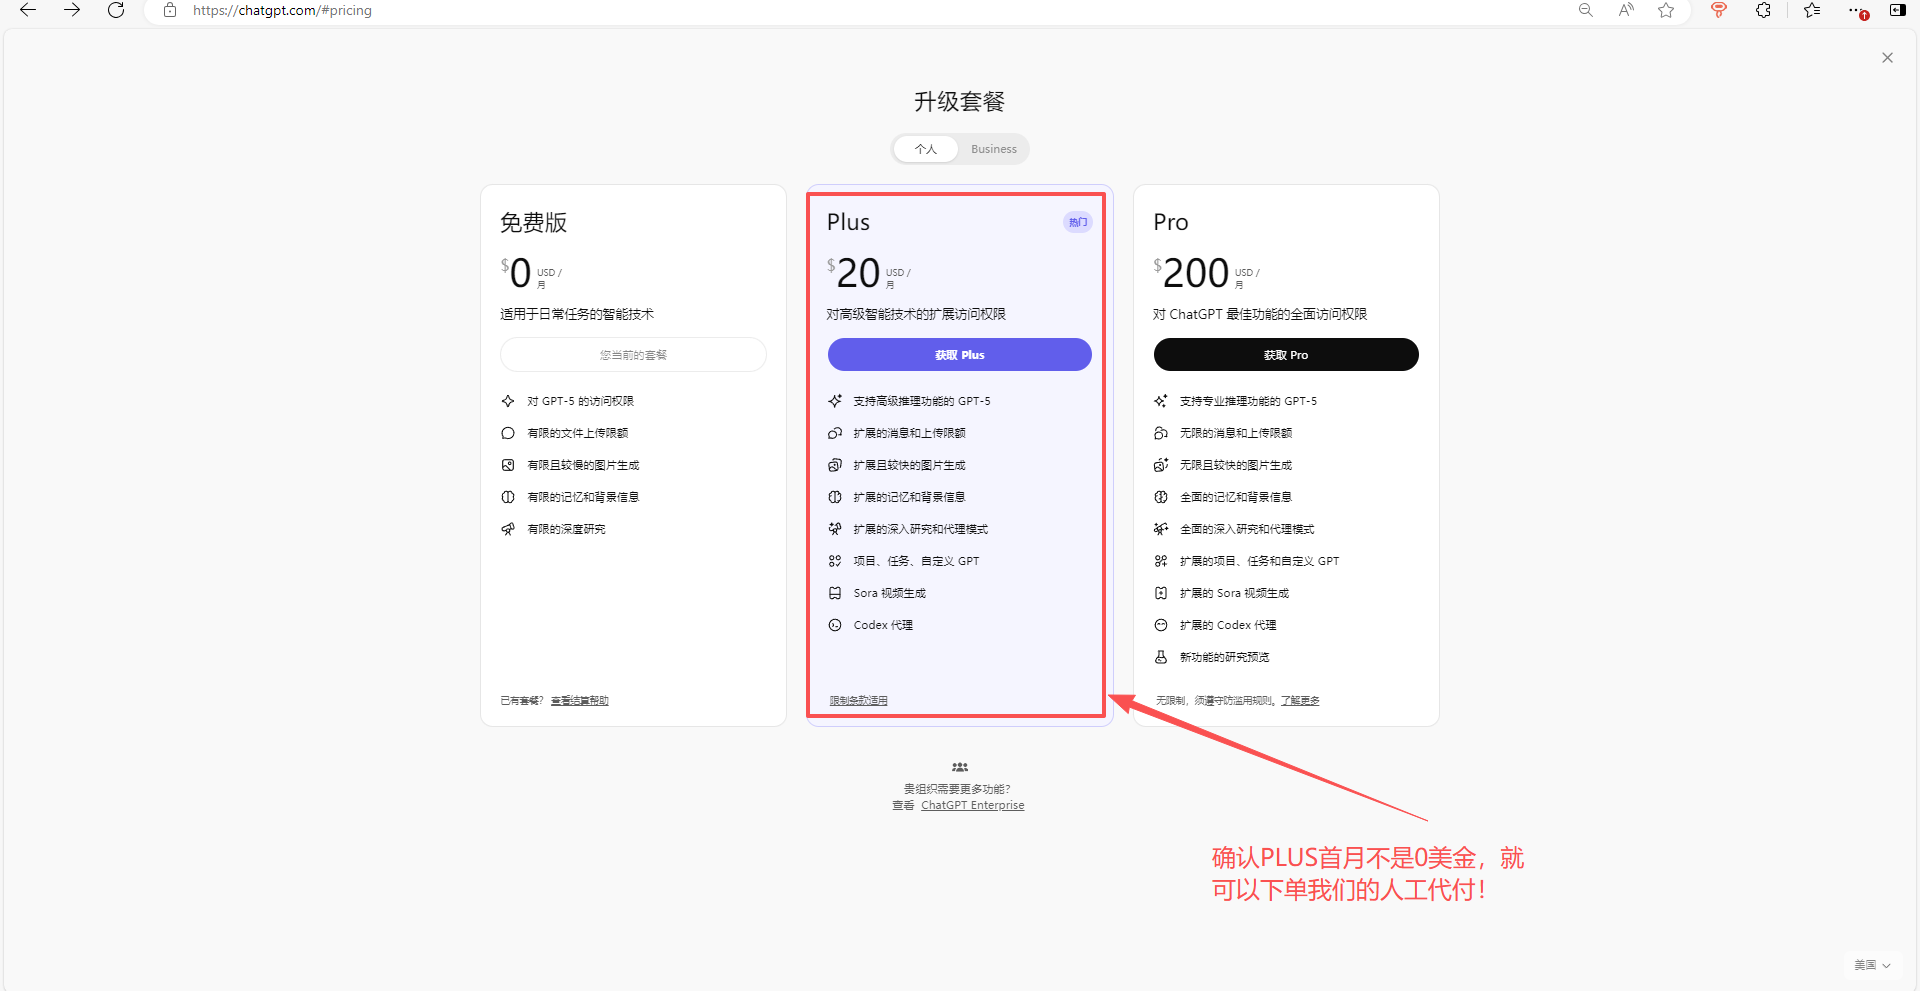 https://chatgpt.com/#pricing
升级套餐
个人
Business
免费版
$0 USD /
月
适用于日常任务的智能技术
您当前的套餐
对 GPT-5 的访问权限
有限的文件上传限额
有限且较慢的图片生成
有限的记忆和背景信息
有限的深度研究
已有套餐？ 查看结算帮助
Plus
热门
$20 USD /
月
对高级智能技术的扩展访问权限
获取 Plus
支持高级推理功能的 GPT-5
扩展的消息和上传限额
扩展且较快的图片生成
扩展的记忆和背景信息
扩展的深入研究和代理模式
项目、任务、自定义 GPT
Sora 视频生成
Codex 代理
限制条款适用
Pro
$200 USD /
月
对 ChatGPT 最佳功能的全面访问权限
获取 Pro
支持专业推理功能的 GPT-5
无限的消息和上传限额
无限且较快的图片生成
全面的记忆和背景信息
全面的深入研究和代理模式
扩展的项目、任务和自定义 GPT
扩展的 Sora 视频生成
扩展的 Codex 代理
新功能的研究预览
无限制，须遵守防滥用规则。了解更多
贵组织需要更多功能？
查看 ChatGPT Enterprise
确认PLUS首月不是0美金，就
可以下单我们的人工代付！
美国